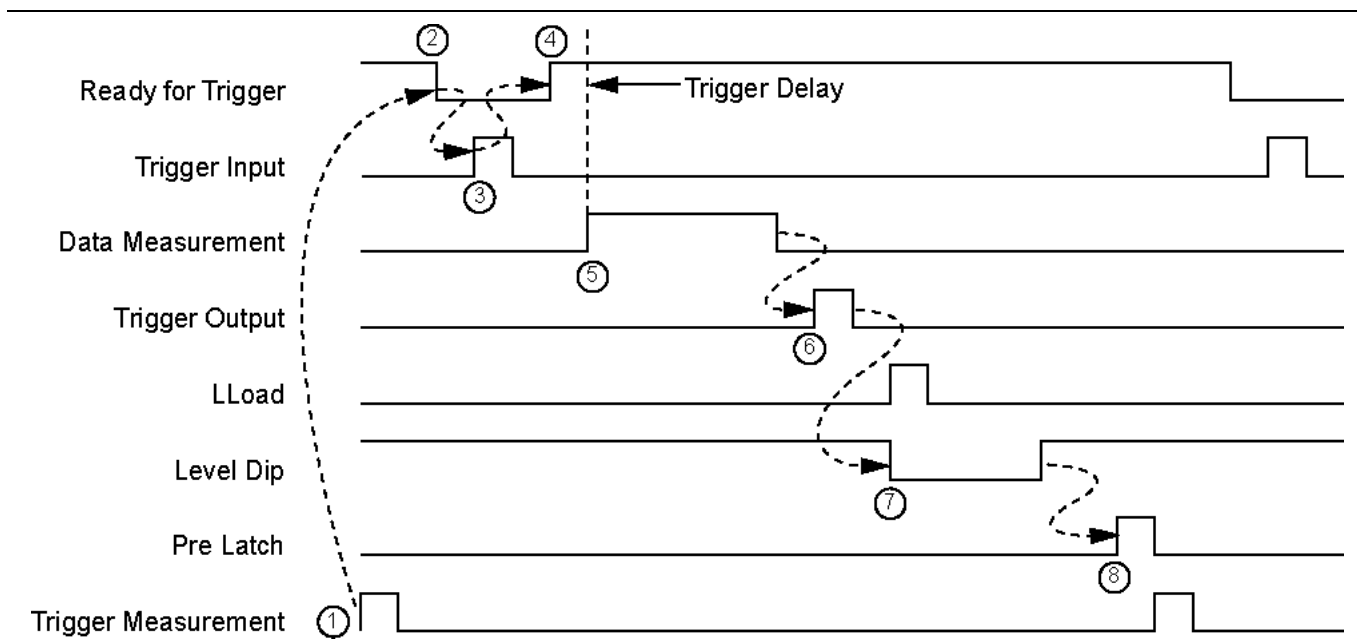 ② ④
Ready for Trigger
Trigger Delay
Trigger Input
③
Data Measurement
⑤
Trigger Output
⑥
LLoad
Level Dip
⑦
Pre Latch
⑧
Trigger Measurement ①